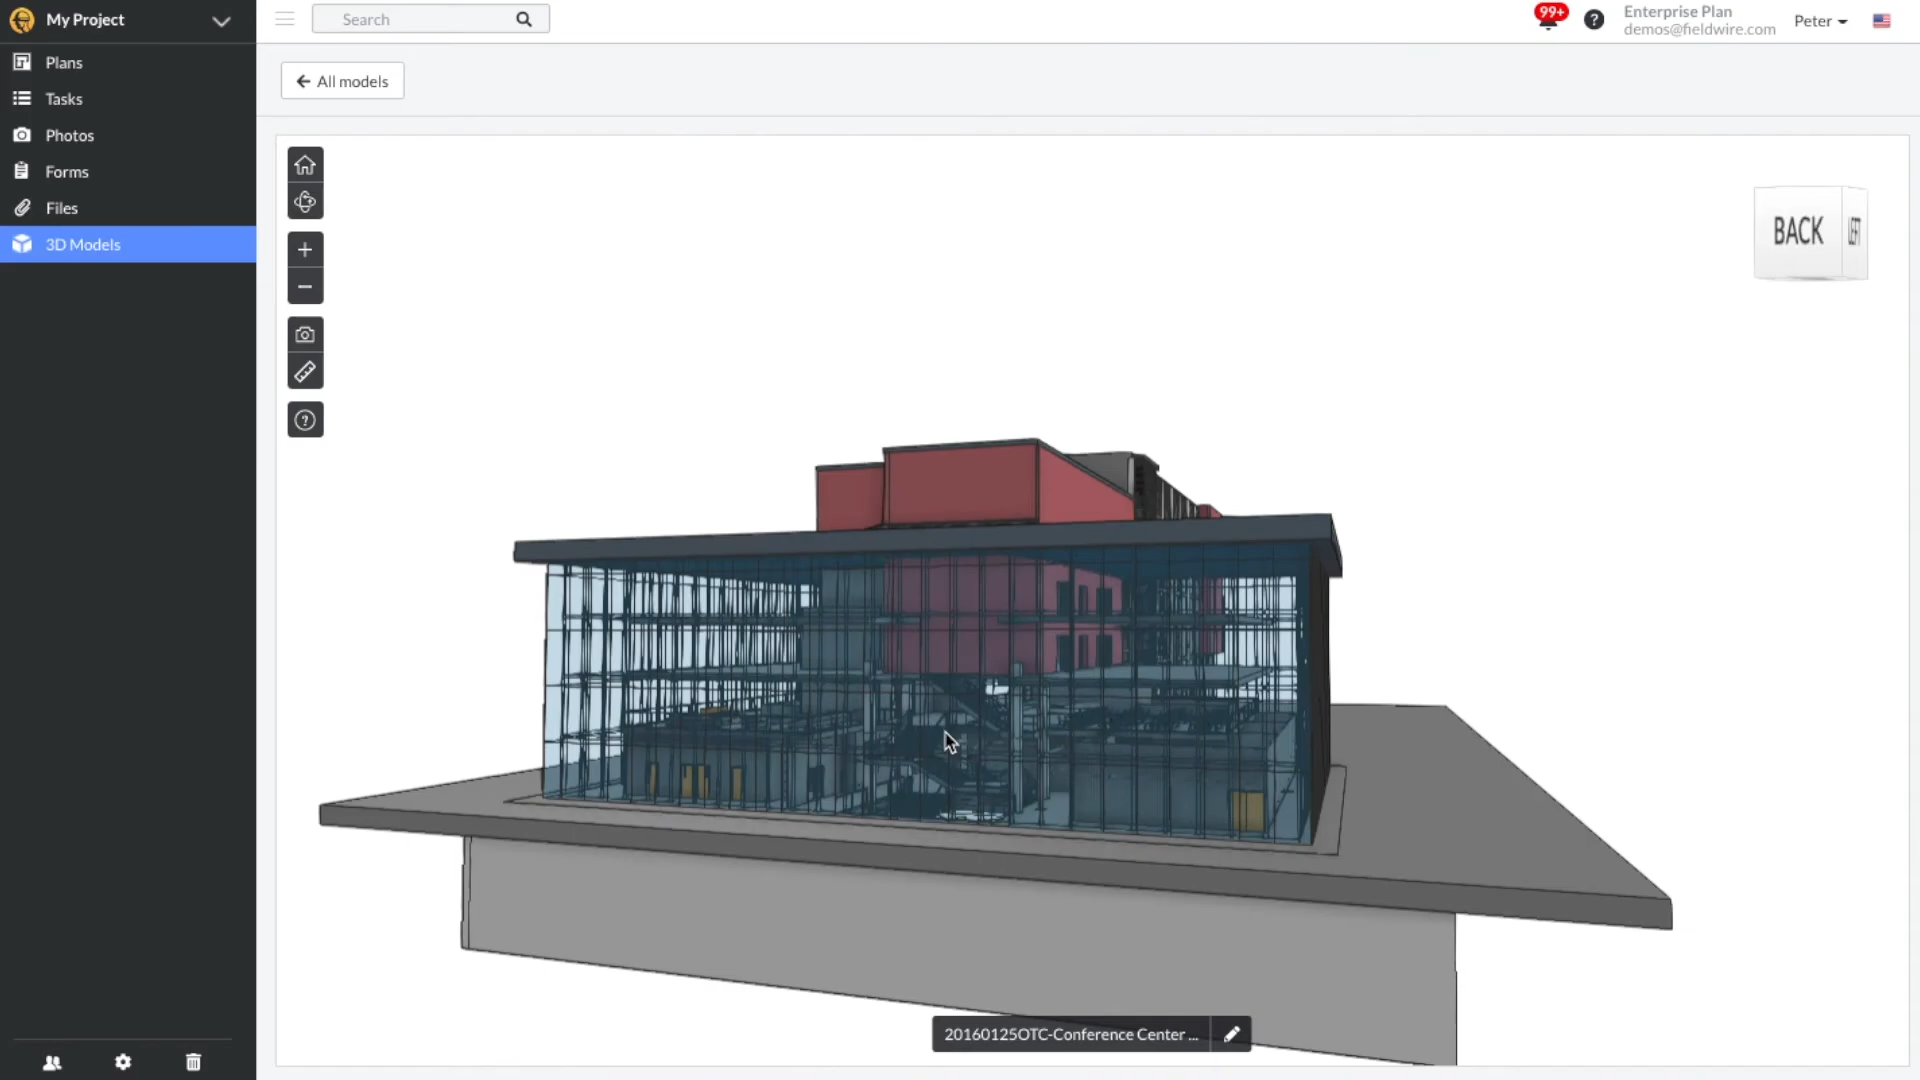 My Project
Search
99+
?
Enterprise Plan
demos@fieldwire.com
Peter
Plans
Tasks
Photos
Forms
Files
3D Models
All models
BACK
LEFT
?
20160125OTC-Conference Center ...